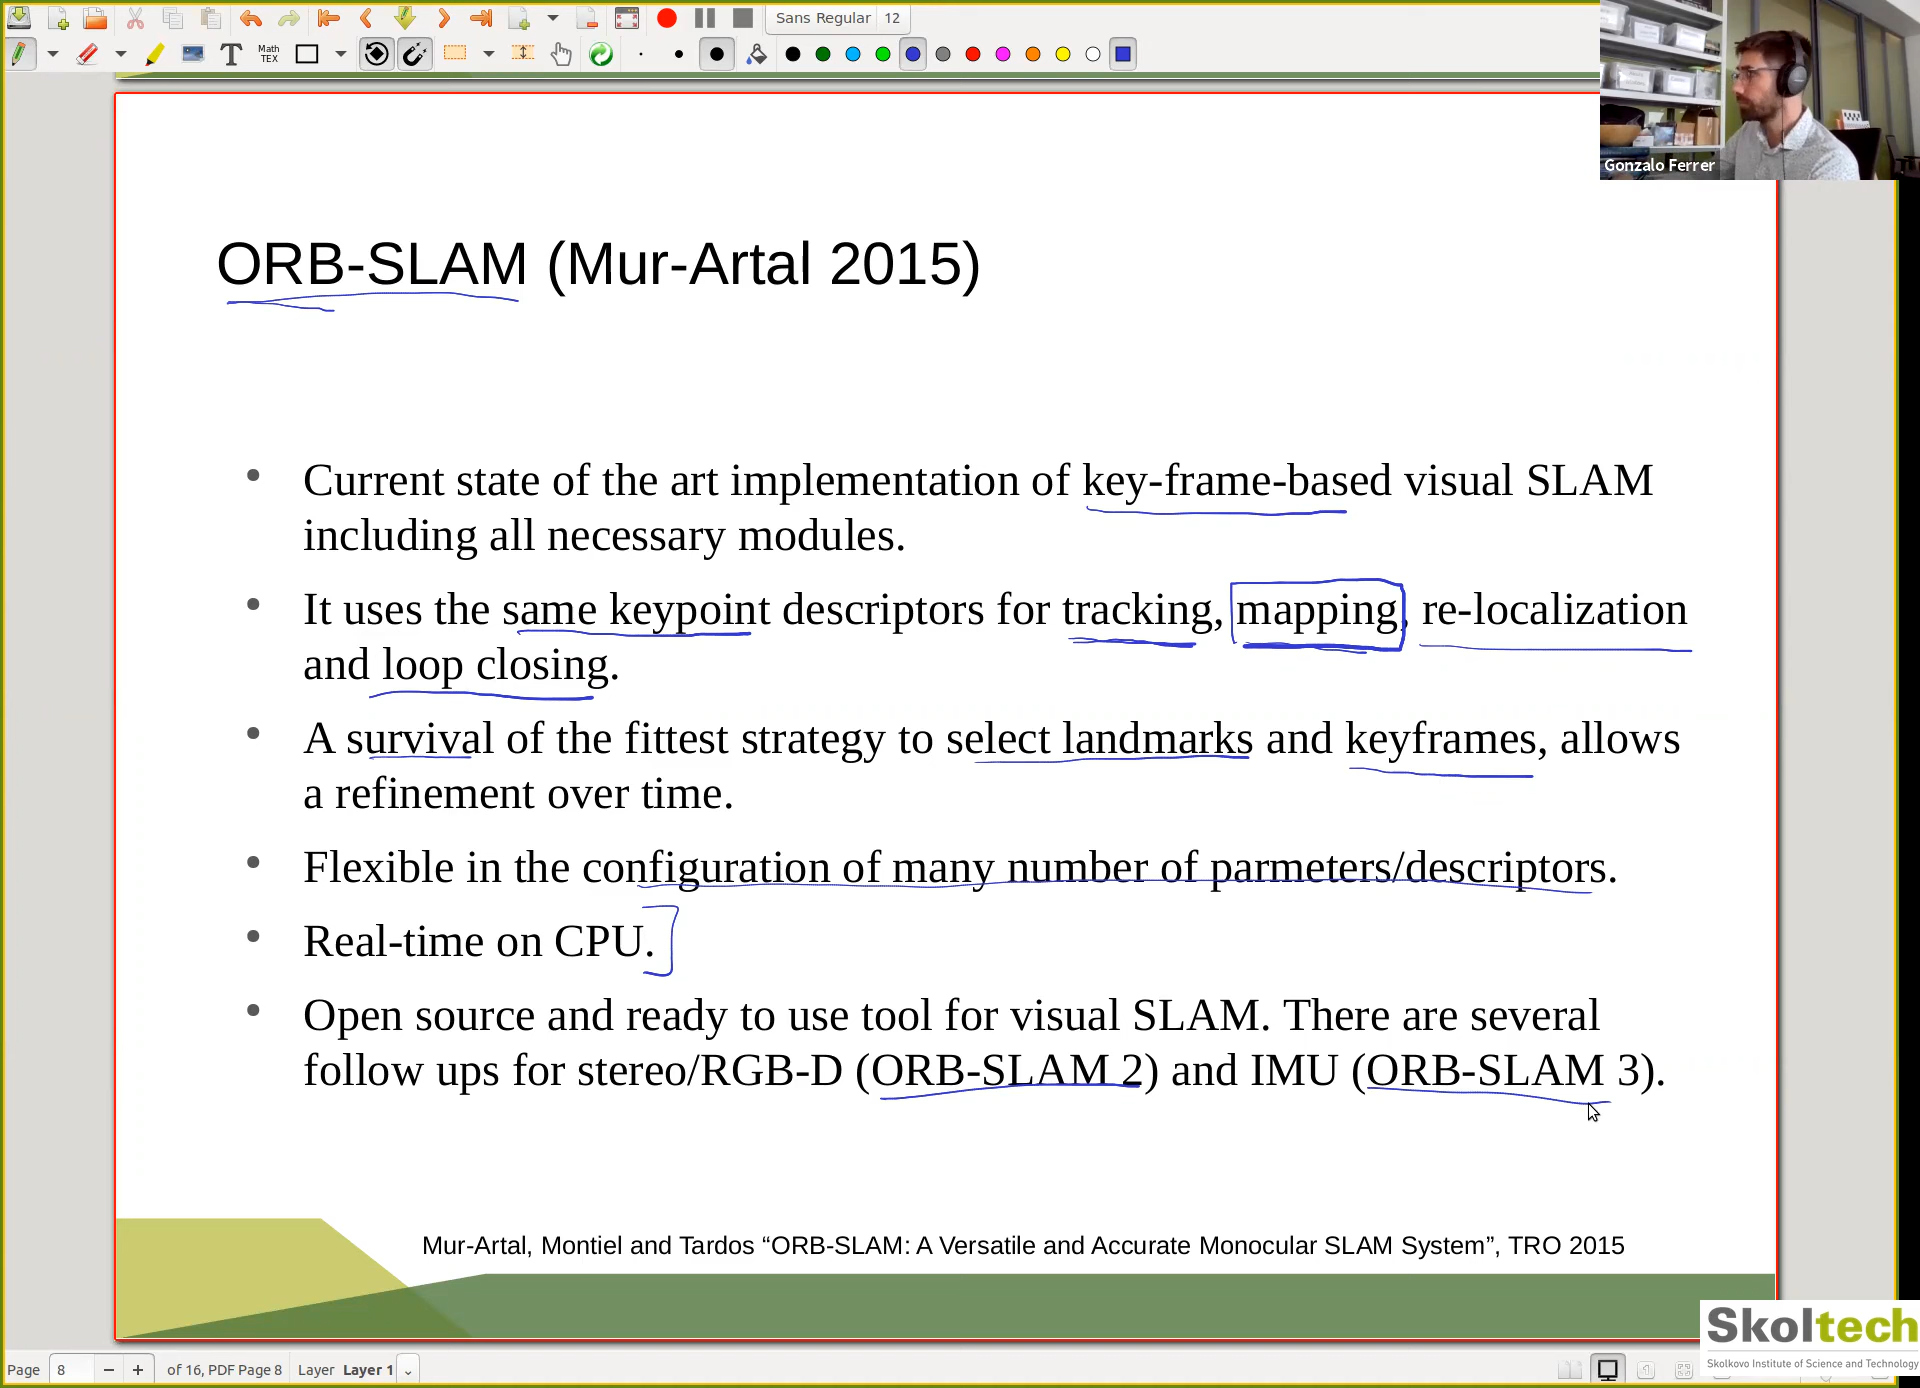 Sans Regular 12
Math
TEX
Gonzalo Ferrer
ORB-SLAM (Mur-Artal 2015)
Current state of the art implementation of key-frame-based visual SLAM
including all necessary modules.
It uses the same keypoint descriptors for tracking, mapping, re-localization
and loop closing.
A survival of the fittest strategy to select landmarks and keyframes, allows
a refinement over time.
Flexible in the configuration of many number of parmeters/descriptors.
Real-time on CPU.
Open source and ready to use tool for visual SLAM. There are several
follow ups for stereo/RGB-D (ORB-SLAM 2) and IMU (ORB-SLAM 3).
Mur-Artal, Montiel and Tardos “ORB-SLAM: A Versatile and Accurate Monocular SLAM System”, TRO 2015
Skoltech
Skolkovo Institute of Science and Technology
Page 8 − + of 16, PDF Page 8 Layer Layer 1